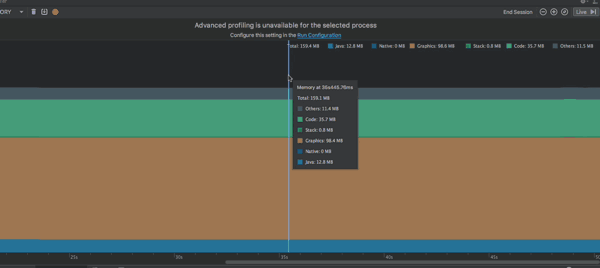 ORY
End Session
Live
Advanced profiling is unavailable for the selected process
Configure this setting in the Run Configuration
Total: 159.4 MB Java: 12.8 MB Native: 0 MB Graphics: 98.6 MB Stack: 0.8 MB Code: 35.7 MB Others: 11.5 MB
Total: 159.1 MB
Others: 11.4 MB
Code: 35.7 MB
Stack: 0.8 MB
Graphics: 98.4 MB
Native: 0 MB
Java: 12.8 MB
25s 30s 35s 40s 45s